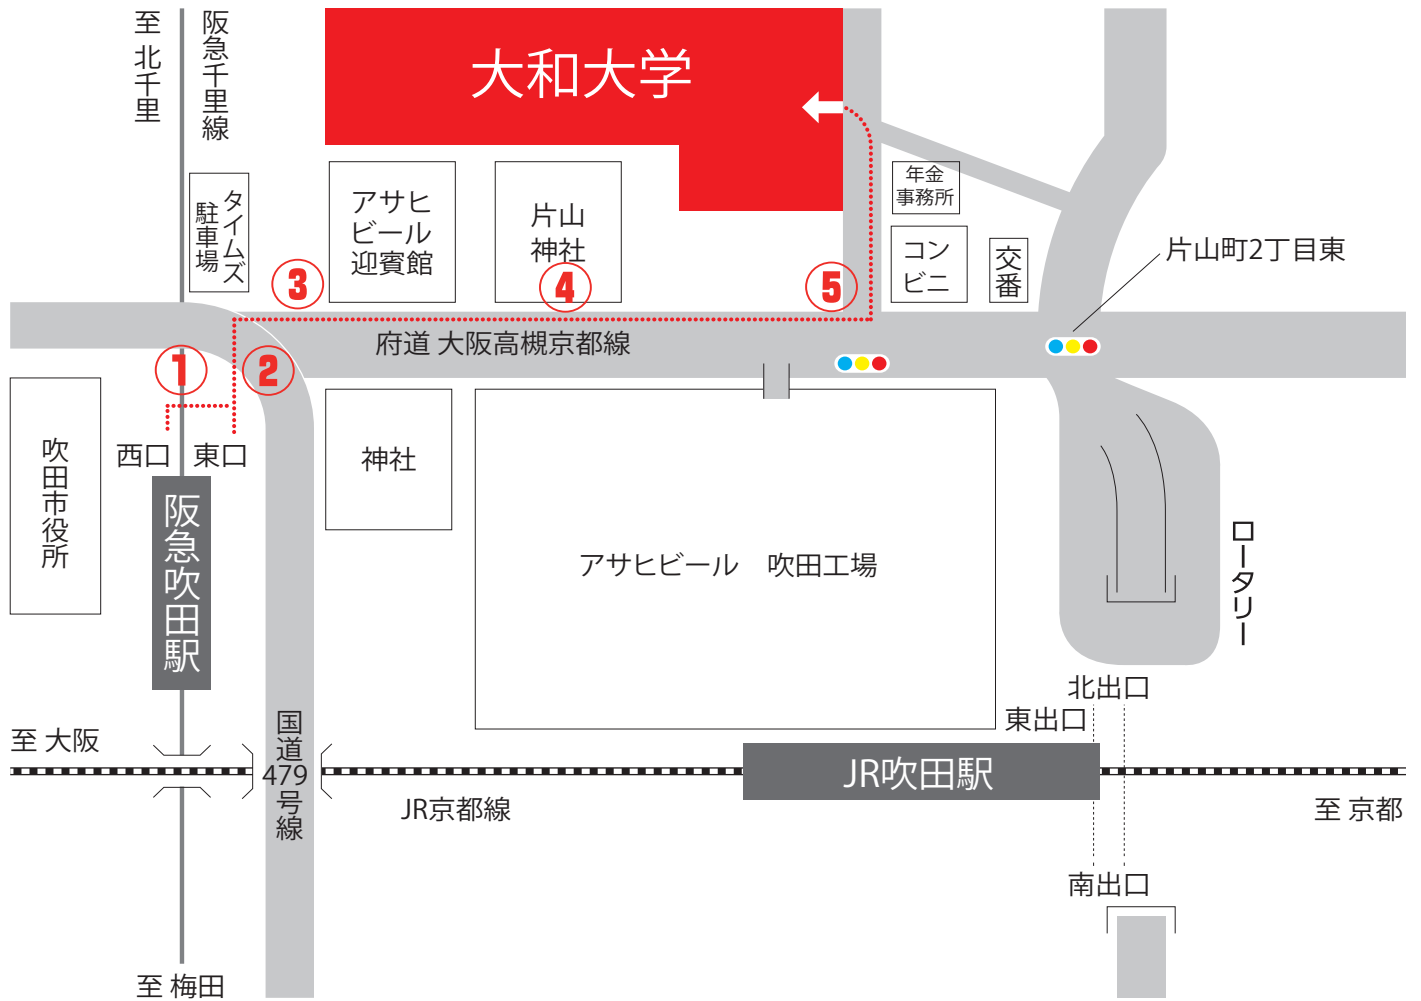 至 北千里
阪急千里線
大和大学
タイムズ
駐車場
アサヒ
ビール
迎賓館
片山
神社
年金
事務所
コン
ビニ
交番
片山町2丁目東
3
4
5
府道 大阪高槻京都線
1
2
吹田市役所
西口
東口
神社
阪急吹田駅
アサヒビール　吹田工場
ロータリー
北出口
東出口
至 大阪
国道
479
号線
JR吹田駅
JR京都線
至 京都
南出口
至 梅田